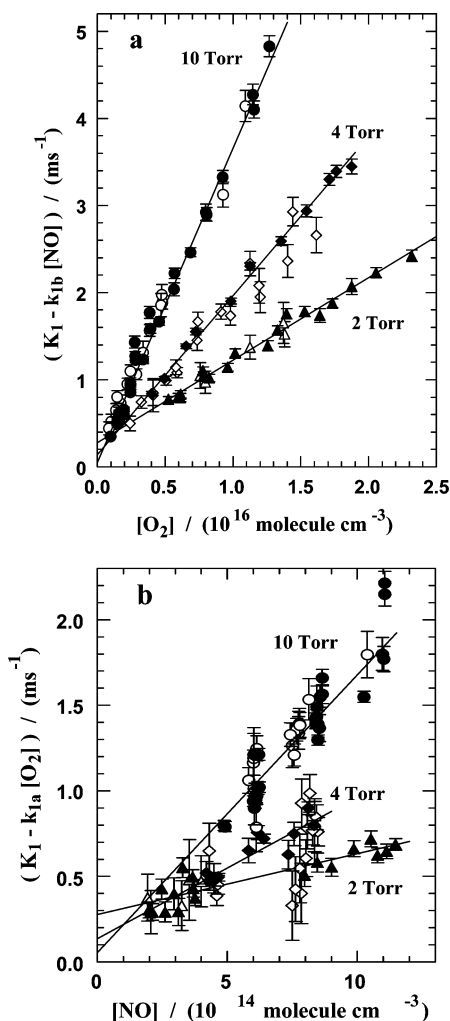 a
10 Torr
4 Torr
2 Torr
( K1 - k1b [NO] ) / (ms-1)
5
4
3
2
1
0
0.0 0.5 1.0 1.5 2.0 2.5
[O2] / (10 16 molecule cm -3)
b
10 Torr
4 Torr
2 Torr
( K1 - k1a [O2] ) / (ms-1)
2.0
1.5
1.0
0.5
0.0
0 5 10
[NO] / (10 14 molecule cm -3)